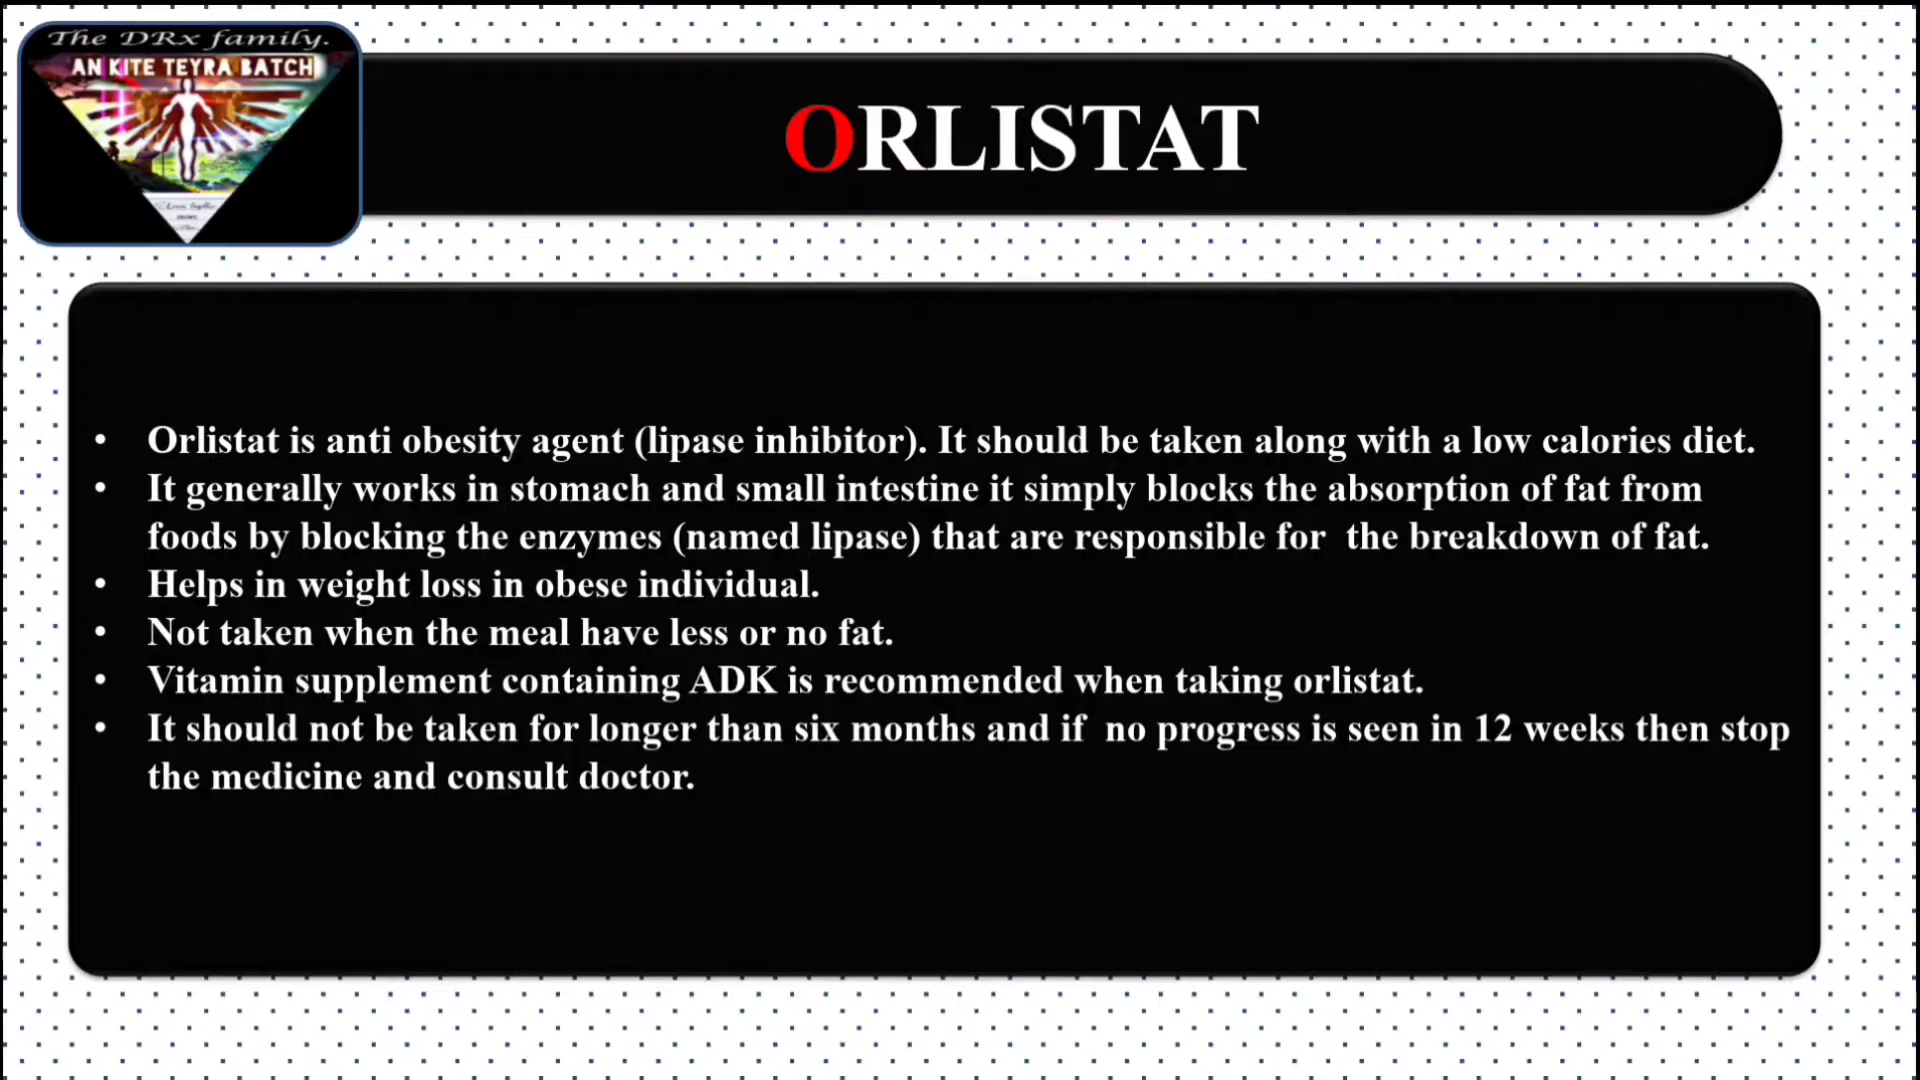 The DRx family.
AN KITE TEYRA BATCH
ORLISTAT
• Orlistat is anti obesity agent (lipase inhibitor). It should be taken along with a low calories diet.
• It generally works in stomach and small intestine it simply blocks the absorption of fat from
foods by blocking the enzymes (named lipase) that are responsible for the breakdown of fat.
• Helps in weight loss in obese individual.
• Not taken when the meal have less or no fat.
• Vitamin supplement containing ADK is recommended when taking orlistat.
• It should not be taken for longer than six months and if no progress is seen in 12 weeks then stop
the medicine and consult doctor.